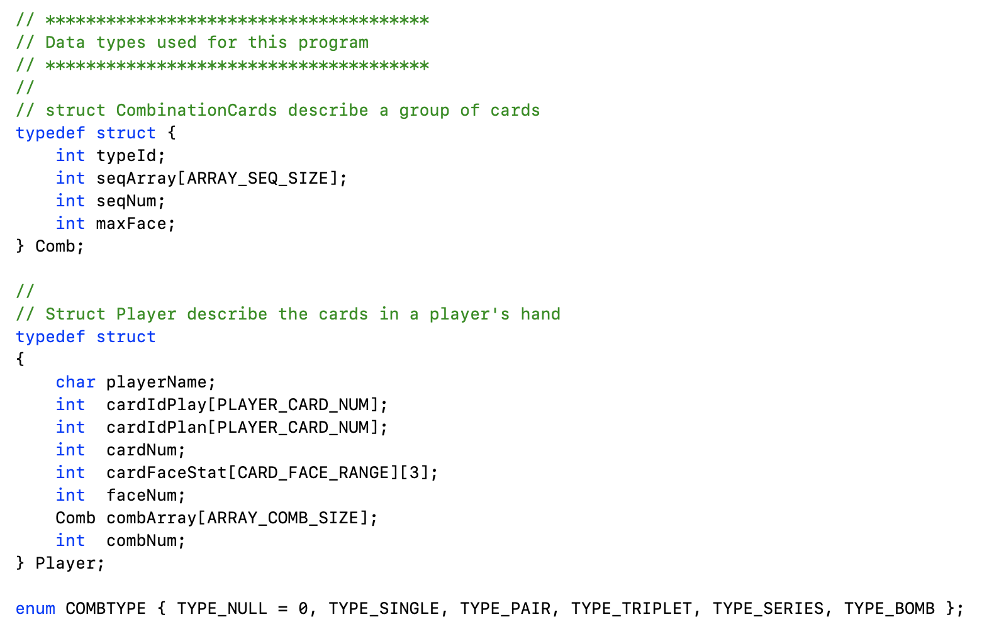 // **************************************
// Data types used for this program
// **************************************
//
// struct CombinationCards describe a group of cards
typedef struct {
    int typeId;
    int seqArray[ARRAY_SEQ_SIZE];
    int seqNum;
    int maxFace;
} Comb;

//
// Struct Player describe the cards in a player's hand
typedef struct
{
    char playerName;
    int  cardIdPlay[PLAYER_CARD_NUM];
    int  cardIdPlan[PLAYER_CARD_NUM];
    int  cardNum;
    int  cardFaceStat[CARD_FACE_RANGE][3];
    int  faceNum;
    Comb combArray[ARRAY_COMB_SIZE];
    int  combNum;
} Player;

enum COMBTYPE { TYPE_NULL = 0, TYPE_SINGLE, TYPE_PAIR, TYPE_TRIPLET, TYPE_SERIES, TYPE_BOMB };